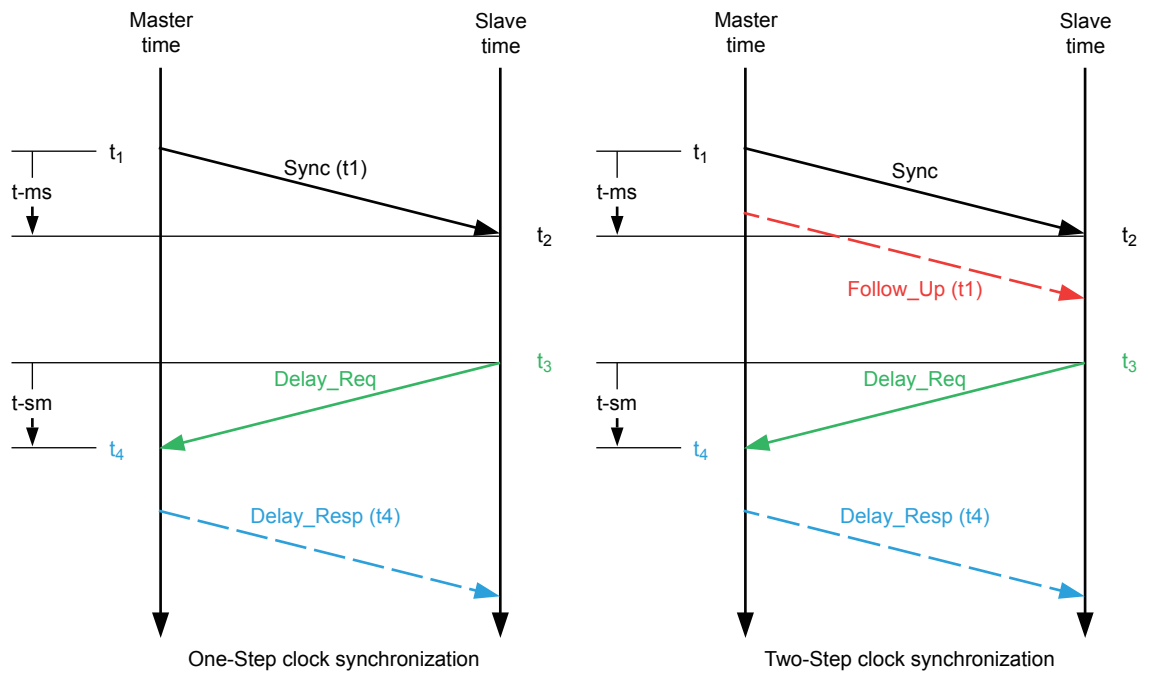 Master
time
Slave
time
t1
Sync (t1)
t-ms
t2
t3
Delay_Req
t-sm
t4
Delay_Resp (t4)
One-Step clock synchronization
Master
time
Slave
time
t1
Sync
t-ms
t2
Follow_Up (t1)
t3
Delay_Req
t-sm
t4
Delay_Resp (t4)
Two-Step clock synchronization